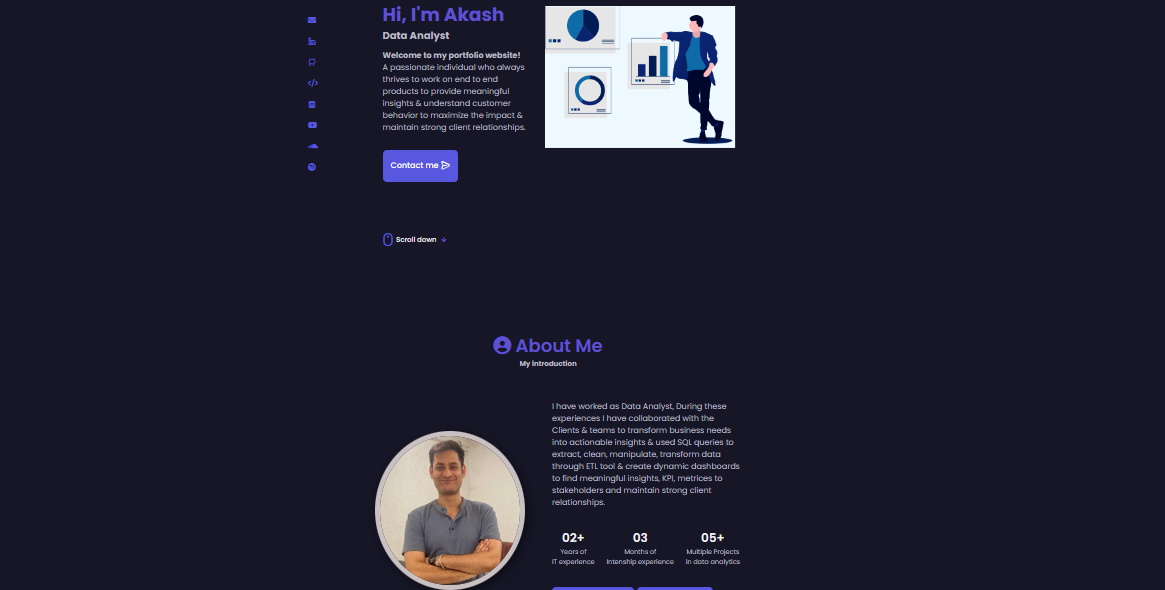 Hi, I'm Akash
Data Analyst
Welcome to my portfolio website!
A passionate individual who always
thrives to work on end to end
products to provide meaningful
insights & understand customer
behavior to maximize the impact &
maintain strong client relationships.
Contact me
Scroll down
About Me
My introduction
I have worked as Data Analyst, During these
experiences I have collaborated with the
Clients & teams to transform business needs
into actionable insights & used SQL queries to
extract, clean, manipulate, transform data
through ETL tool & create dynamic dashboards
to find meaningful insights, KPI, metrices to
stakeholders and maintain strong client
relationships.
02+ 03 05+
Years of Months of Multiple Projects
IT experience Intenship experience in data analytics